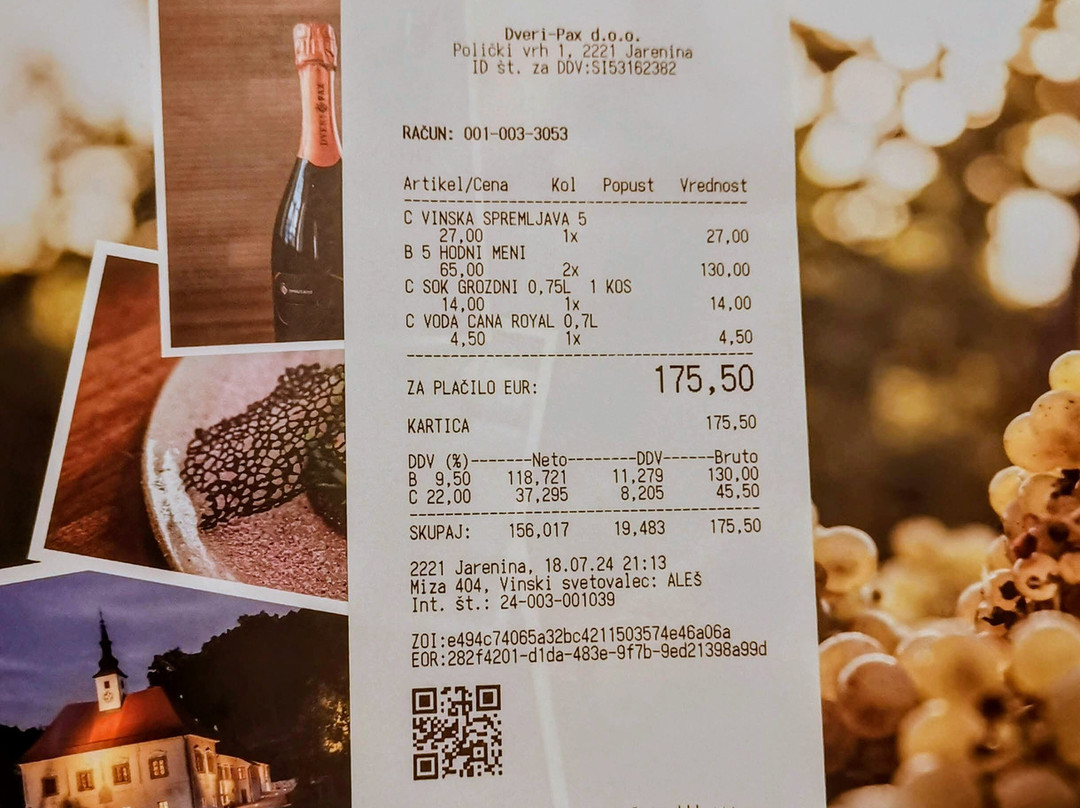 DVERI PAX
Dveri-Pax d.o.o.
Polički vrh 1, 2221 Jarenina
ID št. za DDV:SI53162382
RAČUN: 001-003-3053
Artikel/Cena Kol Popust Vrednost
C VINSKA SPREMLJAVA 5
27,00 1x 27,00
B 5 HODNI MENI
65,00 2x 130,00
C SOK GROZDNI 0,75L 1 KOS
14,00 1x 14,00
C VODA CANA ROYAL 0,7L
4,50 1x 4,50
ZA PLAČILO EUR: 175,50
KARTICA 175,50
DDV (%)-------Neto--------DDV------Bruto
B 9,50 118,721 11,279 130,00
C 22,00 37,295 8,205 45,50
SKUPAJ: 156,017 19,483 175,50
2221 Jarenina, 18.07.24 21:13
Miza 404, Vinski svetovalec: ALEŠ
Int. št.: 24-003-001039
ZOI:e494c74065a32bc4211503574e46a06a
EOR:282f4201-d1da-483e-9f7b-9ed21398a99d